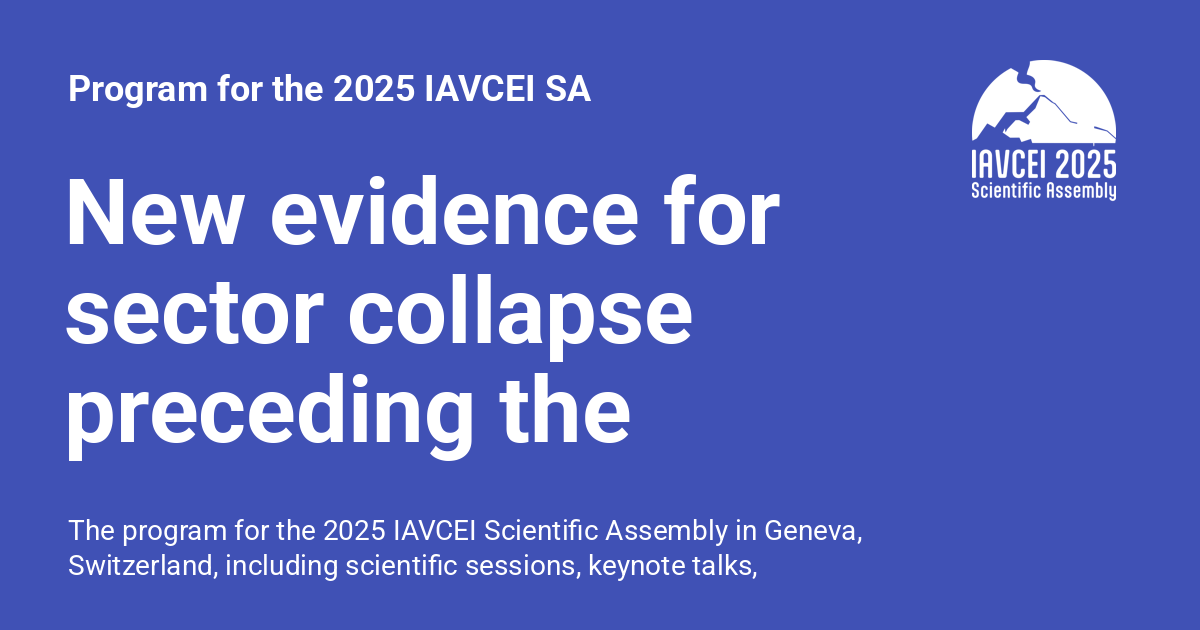 Program for the 2025 IAVCEI SA
New evidence for
sector collapse
preceding the
The program for the 2025 IAVCEI Scientific Assembly in Geneva,
Switzerland, including scientific sessions, keynote talks,
IAVCEI 2025
Scientific Assembly